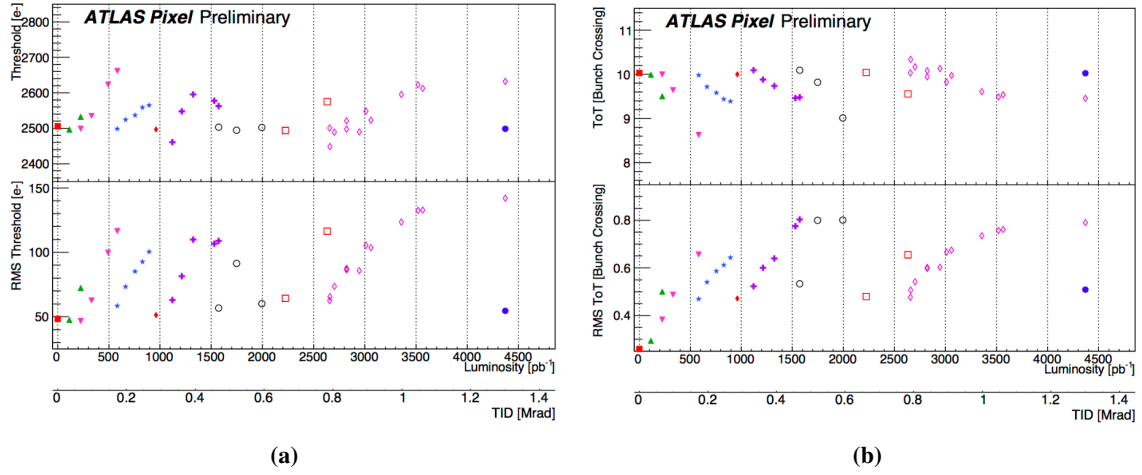 ATLAS Pixel Preliminary
Threshold [e-]
2800
2700
2600
2500
2400
RMS Threshold [e-]
150
100
50
0 500 1000 1500 2000 2500 3000 3500 4000 4500
Luminosity [pb⁻¹]
0 0.2 0.4 0.6 0.8 1 1.2 1.4
TID [Mrad]
(a)
ATLAS Pixel Preliminary
ToT [Bunch Crossing]
11
10
9
8
RMS ToT [Bunch Crossing]
0.8
0.6
0.4
0 500 1000 1500 2000 2500 3000 3500 4000 4500
Luminosity [pb⁻¹]
0 0.2 0.4 0.6 0.8 1 1.2 1.4
TID [Mrad]
(b)